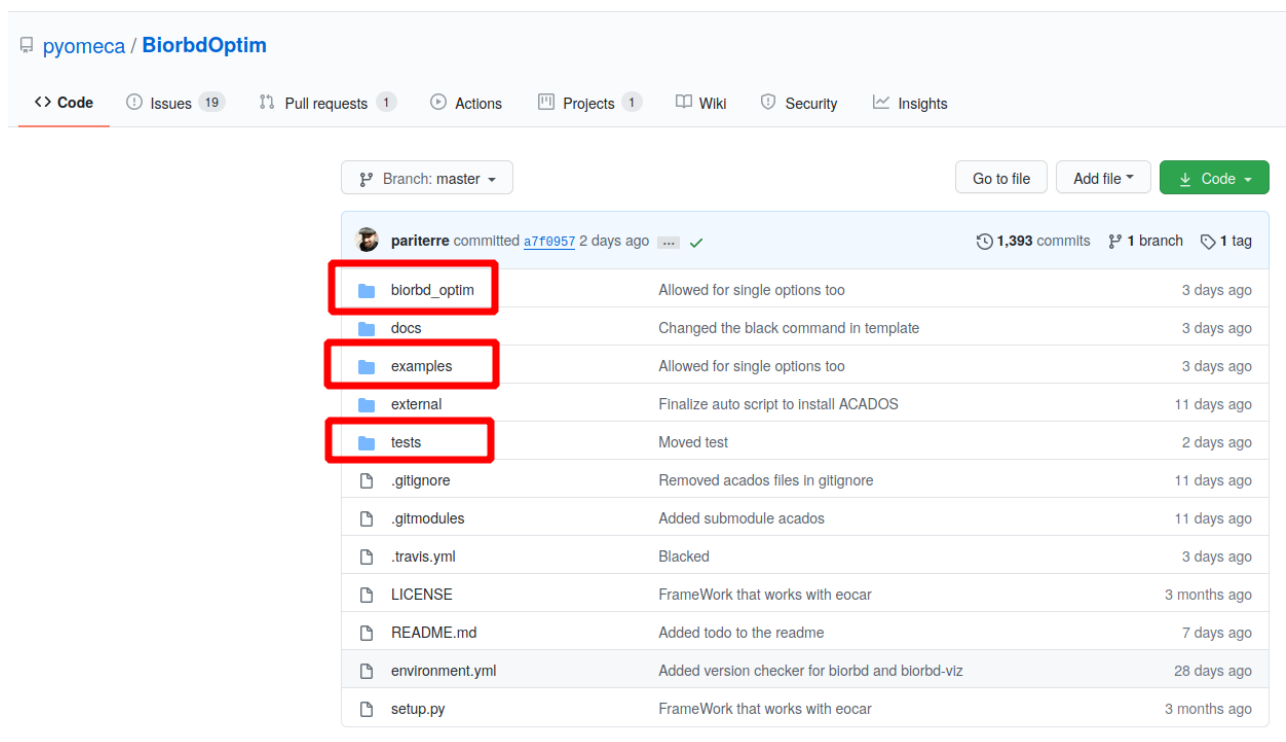 pyomeca / BiorbdOptim
Code Issues 19 Pull requests 1 Actions Projects 1 Wiki Security Insights
Branch: master Go to file Add file Code
pariterre committed a7f0957 2 days ago ... 1,393 commits 1 branch 1 tag
biorbd_optim Allowed for single options too 3 days ago
docs Changed the black command in template 3 days ago
examples Allowed for single options too 3 days ago
external Finalize auto script to install ACADOS 11 days ago
tests Moved test 2 days ago
.gitignore Removed acados files in gitignore 11 days ago
.gitmodules Added submodule acados 11 days ago
.travis.yml Blacked 3 days ago
LICENSE FrameWork that works with eocar 3 months ago
README.md Added todo to the readme 7 days ago
environment.yml Added version checker for biorbd and biorbd-viz 28 days ago
setup.py FrameWork that works with eocar 3 months ago